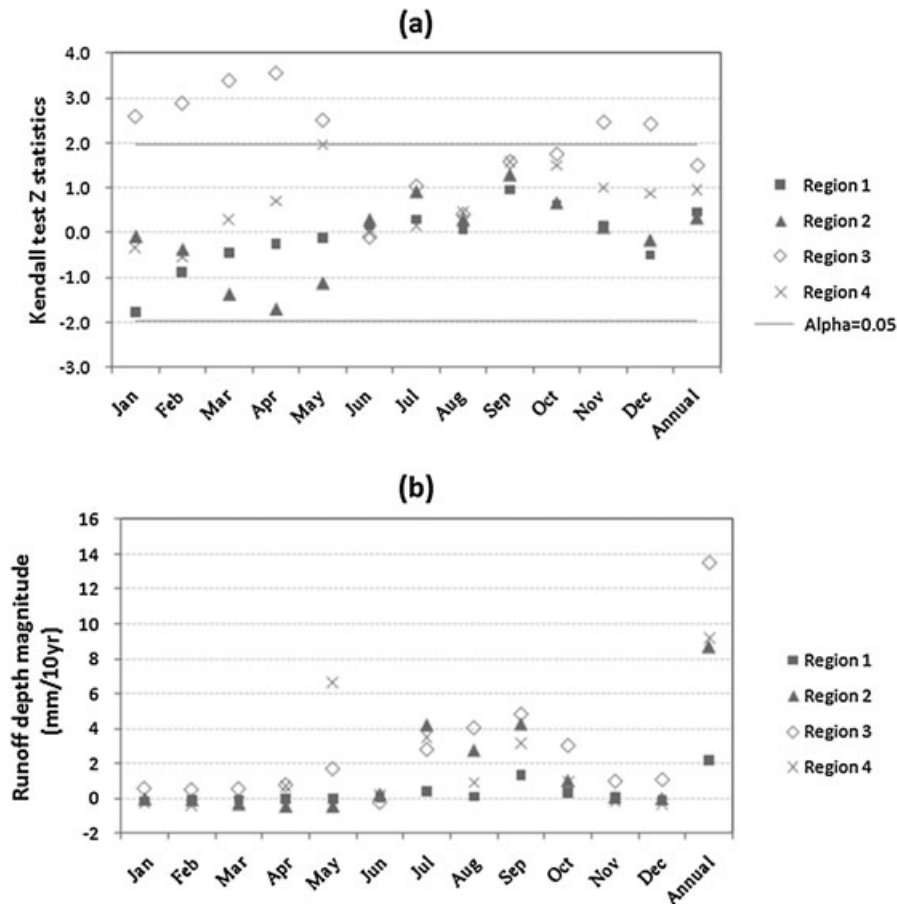 (a)
Kendall test Z statistics
4.0
3.0
2.0
1.0
0.0
-1.0
-2.0
-3.0
Jan
Feb
Mar
Apr
May
Jun
Jul
Aug
Sep
Oct
Nov
Dec
Annual
Region 1
Region 2
Region 3
Region 4
Alpha=0.05
(b)
Runoff depth magnitude
(mm/10yr)
16
14
12
10
8
6
4
2
0
-2
Jan
Feb
Mar
Apr
May
Jun
Jul
Aug
Sep
Oct
Nov
Dec
Annual
Region 1
Region 2
Region 3
Region 4